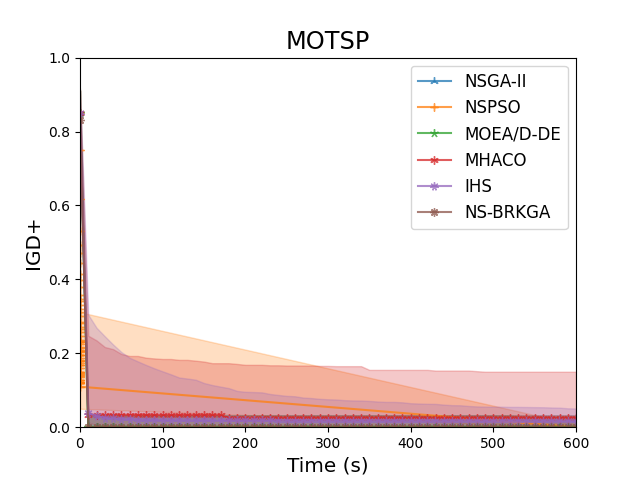 MOTSP
1.0
0.8
0.6
0.4
0.2
0.0
IGD+
NSGA-II
NSPSO
MOEA/D-DE
MHACO
IHS
NS-BRKGA
0 100 200 300 400 500 600
Time (s)